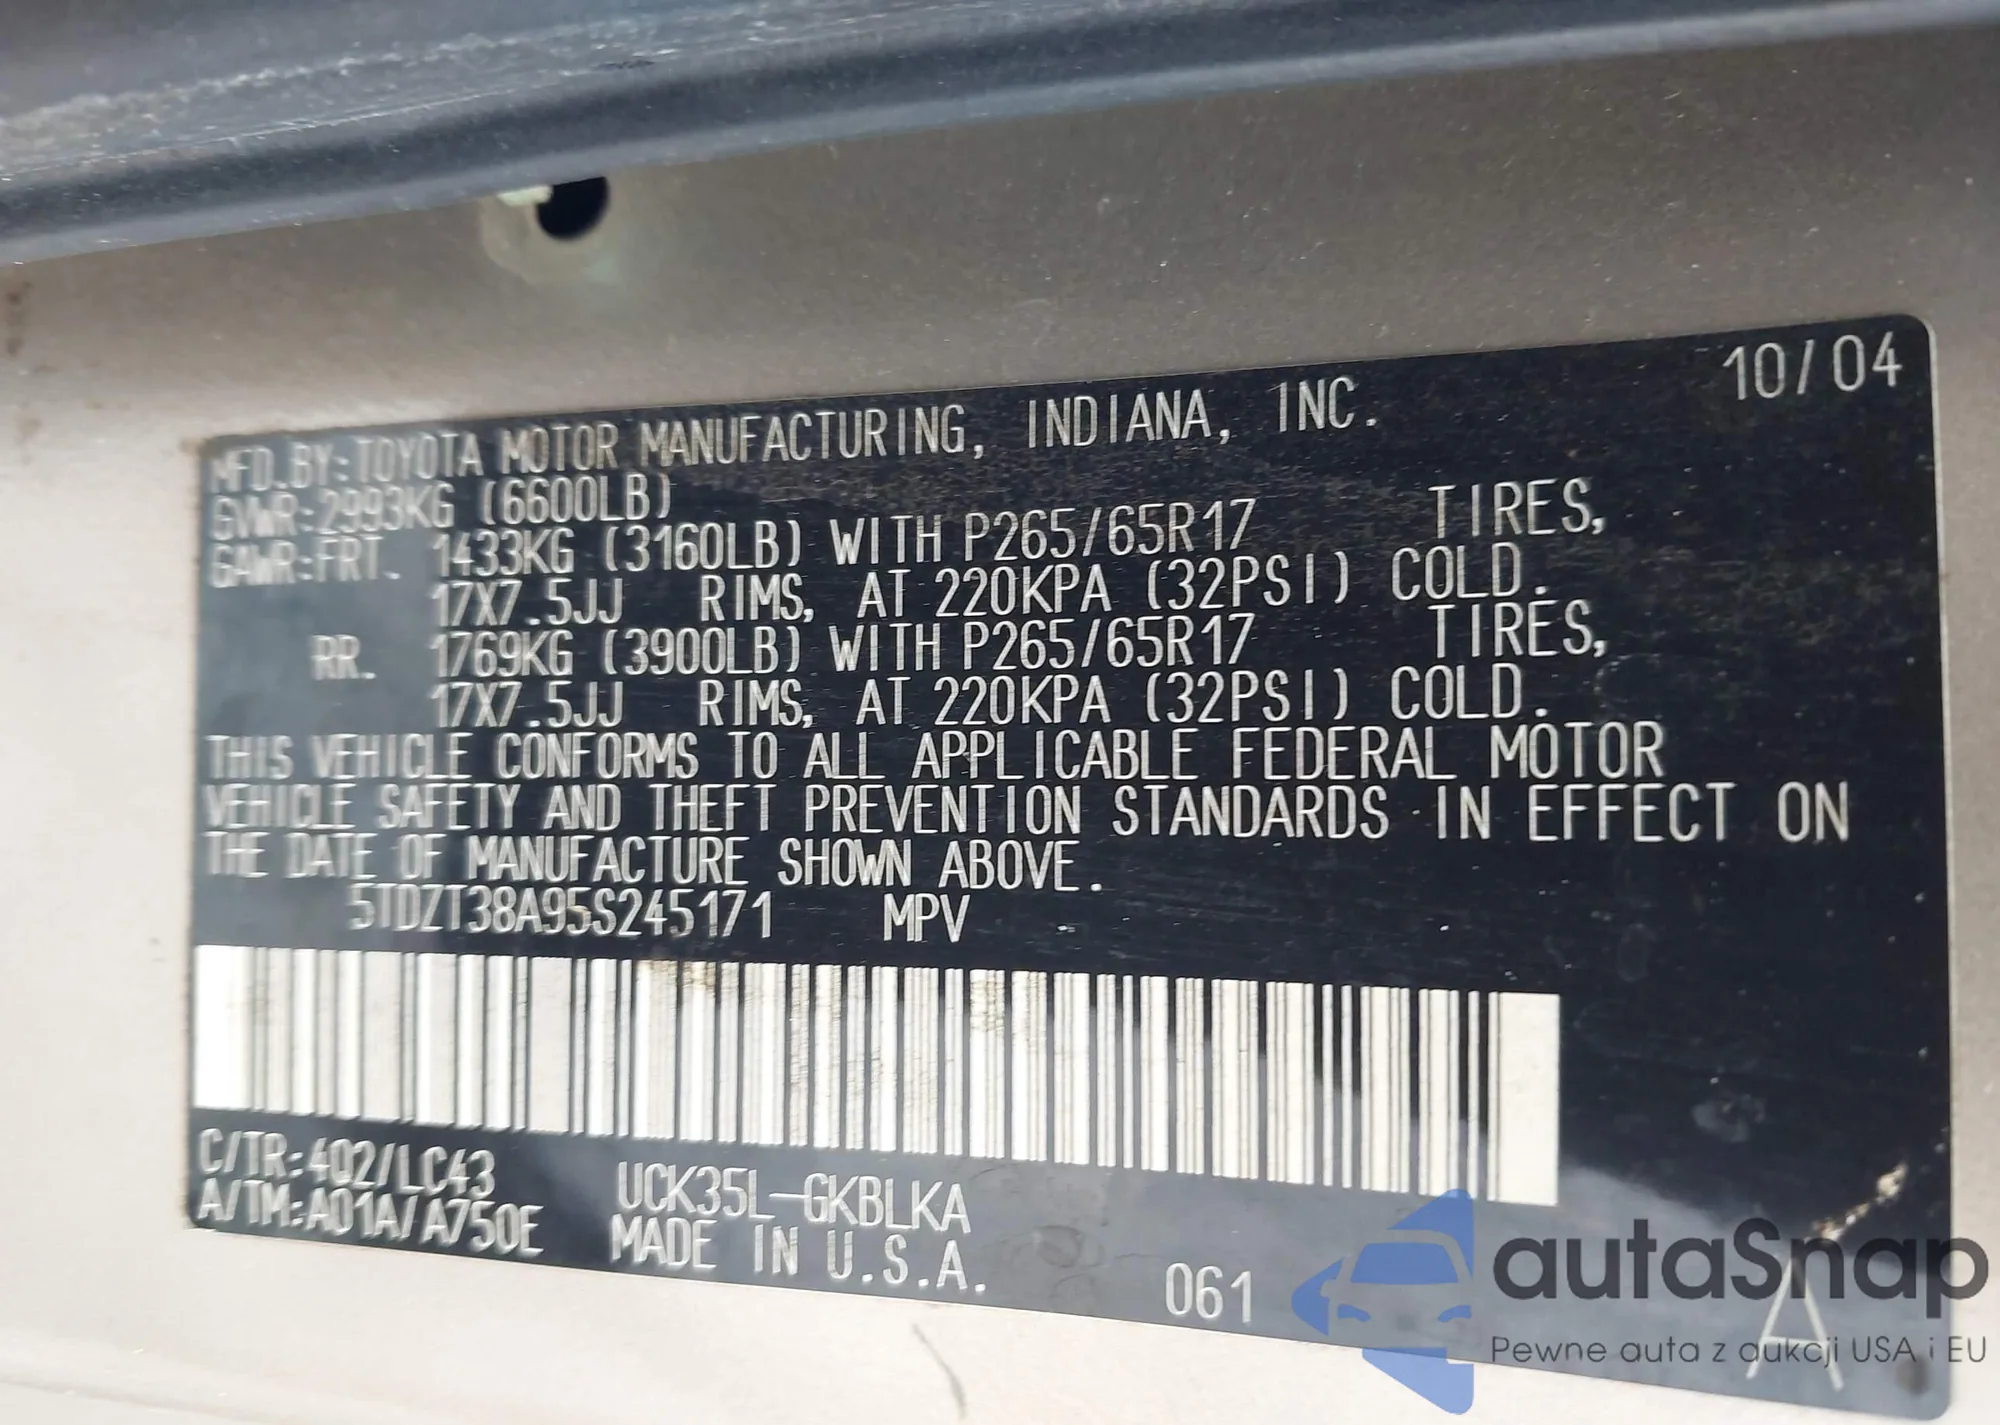 10/04
MFD.BY:TOYOTA MOTOR MANUFACTURING, INDIANA, INC.
GVWR:2993KG (6600LB)
GAWR:FRT. 1433KG (3160LB) WITH P265/65R17 TIRES,
17X7.5JJ RIMS, AT 220KPA (32PSI) COLD.
RR. 1769KG (3900LB) WITH P265/65R17 TIRES,
17X7.5JJ RIMS, AT 220KPA (32PSI) COLD.
THIS VEHICLE CONFORMS TO ALL APPLICABLE FEDERAL MOTOR
VEHICLE SAFETY AND THEFT PREVENTION STANDARDS IN EFFECT ON
THE DATE OF MANUFACTURE SHOWN ABOVE.
5TDZT38A95S245171 MPV
C/TR:4Q2/LC43 UCK35L-GKBLKA
A/TM:A01A/A750E MADE IN U.S.A.
061
A
autaSnap
Pewne auta z aukcji USA i EU